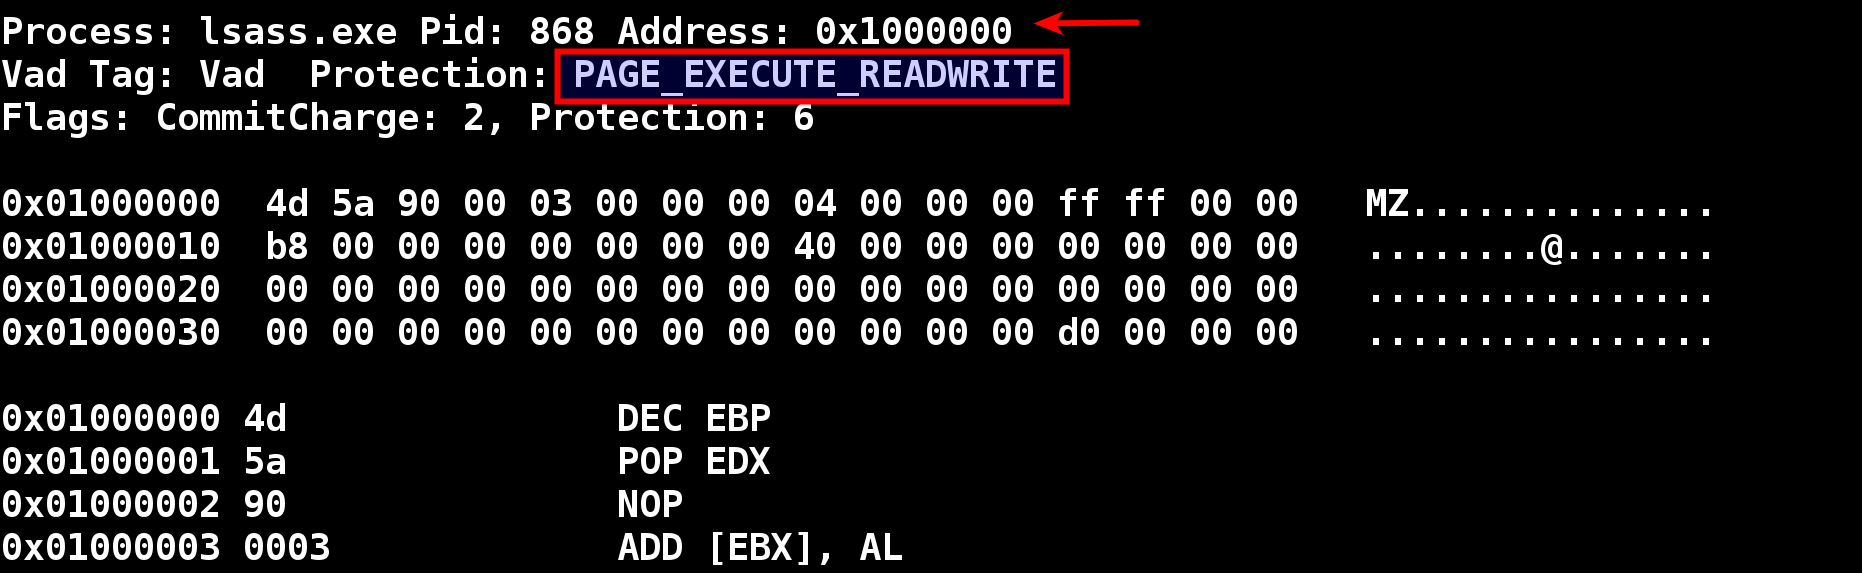 Process: lsass.exe Pid: 868 Address: 0x1000000
Vad Tag: Vad  Protection: PAGE_EXECUTE_READWRITE
Flags: CommitCharge: 2, Protection: 6
0x01000000  4d 5a 90 00 03 00 00 00 04 00 00 00 ff ff 00 00   MZ..............
0x01000010  b8 00 00 00 00 00 00 00 40 00 00 00 00 00 00 00   ........@.......
0x01000020  00 00 00 00 00 00 00 00 00 00 00 00 00 00 00 00   ................
0x01000030  00 00 00 00 00 00 00 00 00 00 00 00 d0 00 00 00   ................
0x01000000 4d               DEC EBP
0x01000001 5a               POP EDX
0x01000002 90               NOP
0x01000003 0003             ADD [EBX], AL